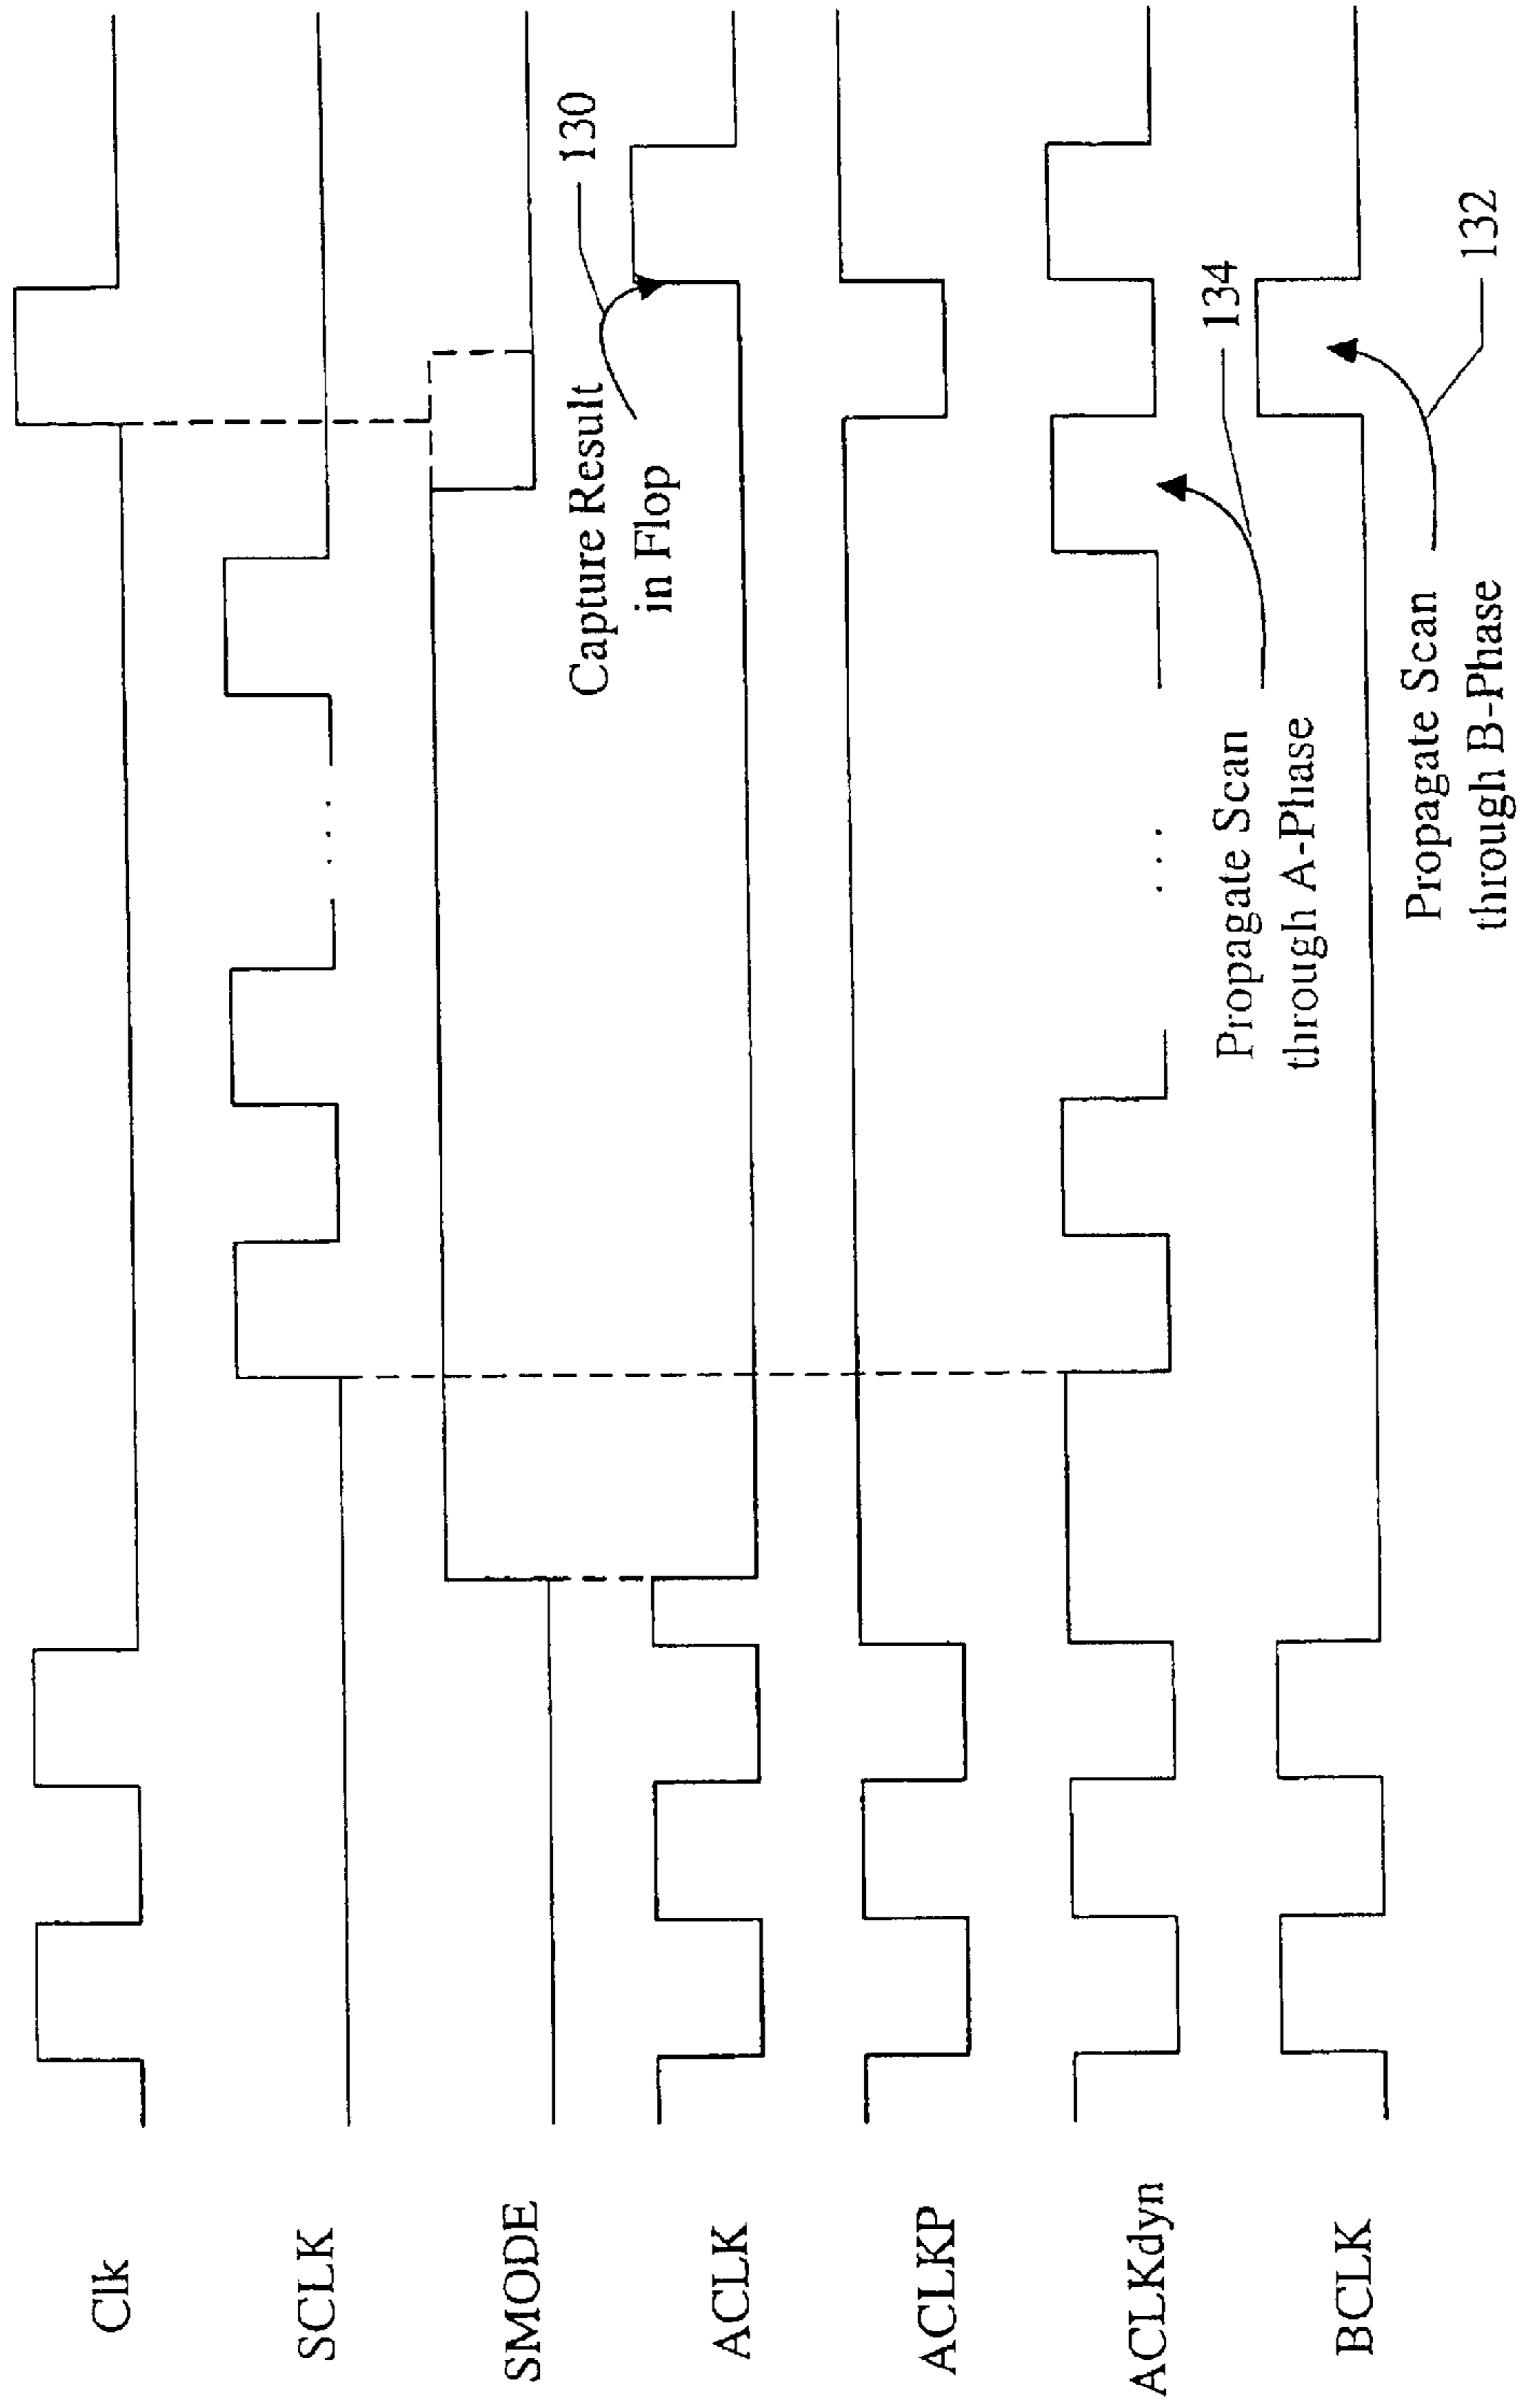 Clk
SCLK
SMODE
Capture Result
in Flop
130
ACLK
ACLKP
ACLKdyn
. . .
Propagate Scan
through A-Phase
134
BCLK
Propagate Scan
through B-Phase
132